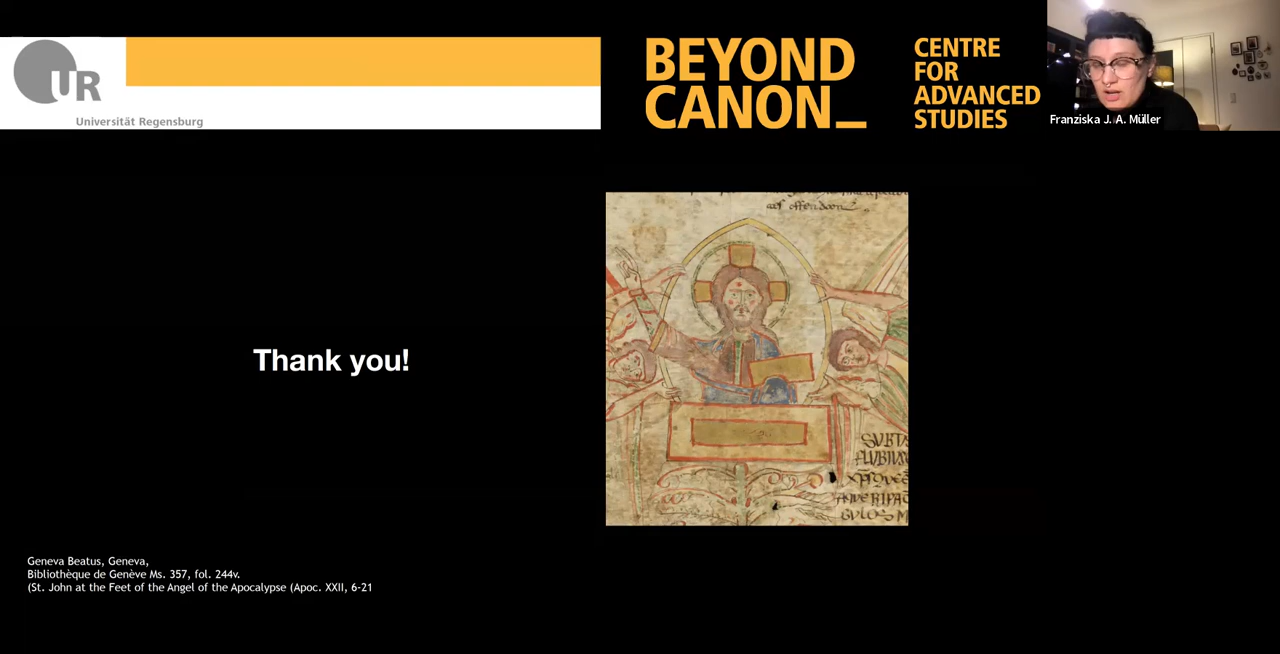 UR
Universität Regensburg
BEYOND
CANON_
CENTRE
FOR
ADVANCED
STUDIES
Franziska J. A. Müller
Thank you!
Geneva Beatus, Geneva,
Bibliothèque de Genève Ms. 357, fol. 244v.
(St. John at the Feet of the Angel of the Apocalypse (Apoc. XXII, 6-21